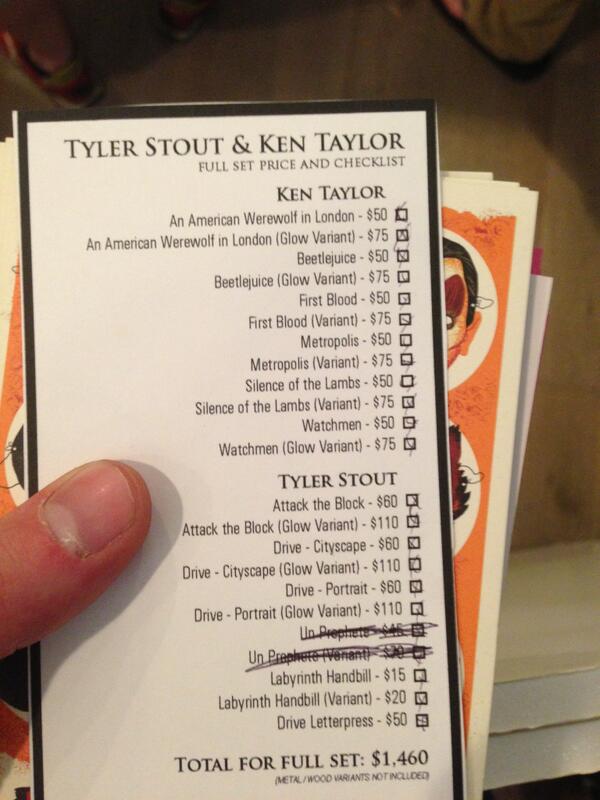 TYLER STOUT & KEN TAYLOR
FULL SET PRICE AND CHECKLIST
KEN TAYLOR
An American Werewolf in London - $50
An American Werewolf in London (Glow Variant) - $75
Beetlejuice - $50
Beetlejuice (Glow Variant) - $75
First Blood - $50
First Blood (Variant) - $75
Metropolis - $50
Metropolis (Variant) - $75
Silence of the Lambs - $50
Silence of the Lambs (Variant) - $75
Watchmen - $50
Watchmen (Glow Variant) - $75
TYLER STOUT
Attack the Block - $60
Attack the Block (Glow Variant) - $110
Drive - Cityscape - $60
Drive - Cityscape (Glow Variant) - $110
Drive - Portrait - $60
Drive - Portrait (Glow Variant) - $110
Un Prophete - $45
Un Prophete (Variant) - $70
Labyrinth Handbill - $15
Labyrinth Handbill (Variant) - $20
Drive Letterpress - $50
TOTAL FOR FULL SET: $1,460
(METAL / WOOD VARIANTS NOT INCLUDED)